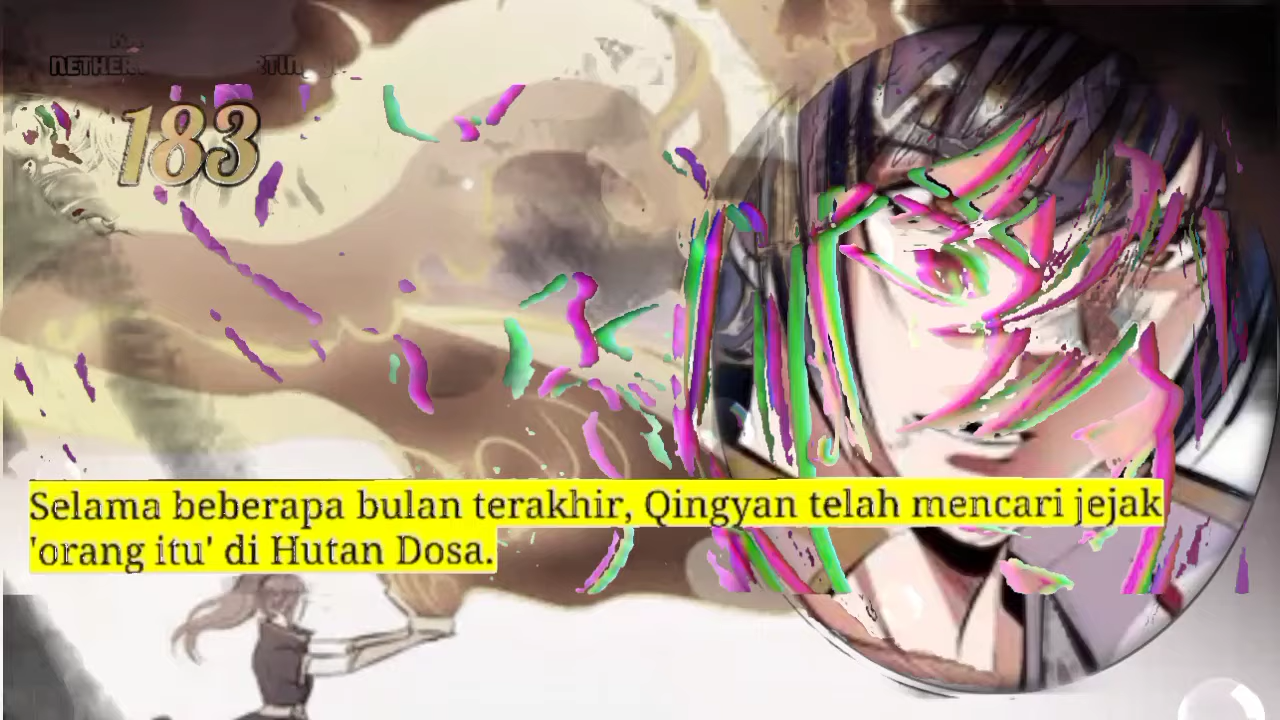 183
Selama beberapa bulan terakhir, Qingyan telah mencari jejak
'orang itu' di Hutan Dosa.